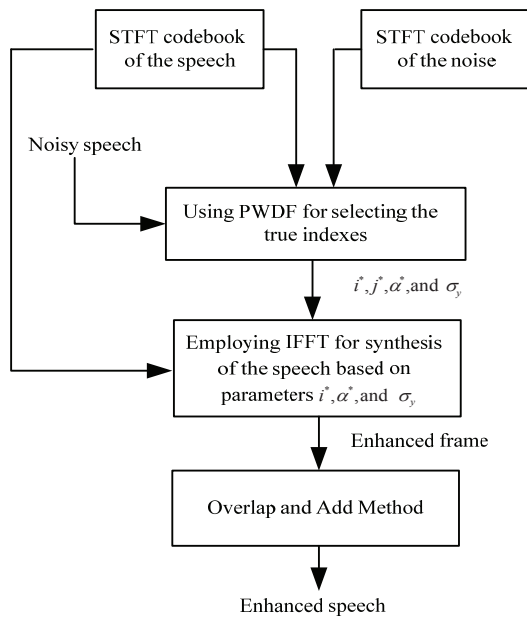 STFT codebook
of the speech
STFT codebook
of the noise
Noisy speech
Using PWDF for selecting the
true indexes
i*, j*, α*, and σ_y
Employing IFFT for synthesis
of the speech based on
parameters i*, α*, and σ_y
Enhanced frame
Overlap and Add Method
Enhanced speech